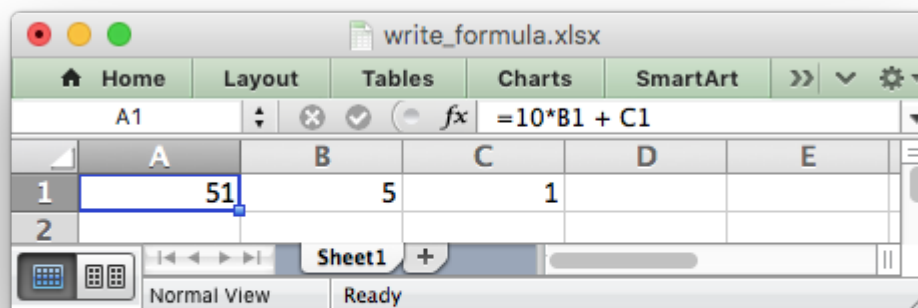 write_formula.xlsx
Home Layout Tables Charts SmartArt
A1 fx =10*B1 + C1
A B C D E
1 51 5 1
2
Sheet1 +
Normal View Ready